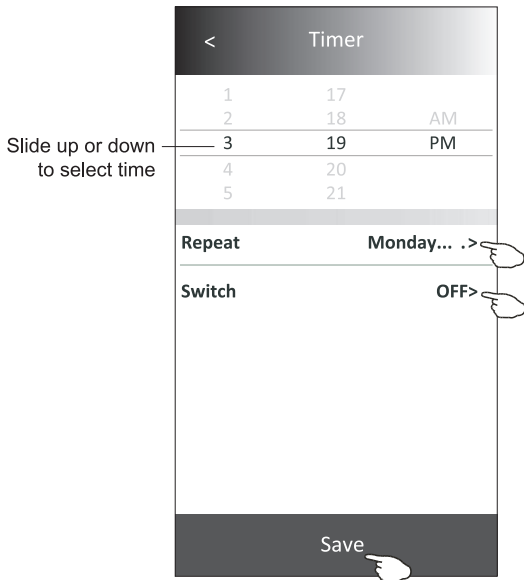 < Timer
1 17
2 18 AM
Slide up or down 3 19 PM
to select time 4 20
5 21
Repeat Monday... .>
Switch OFF>
Save